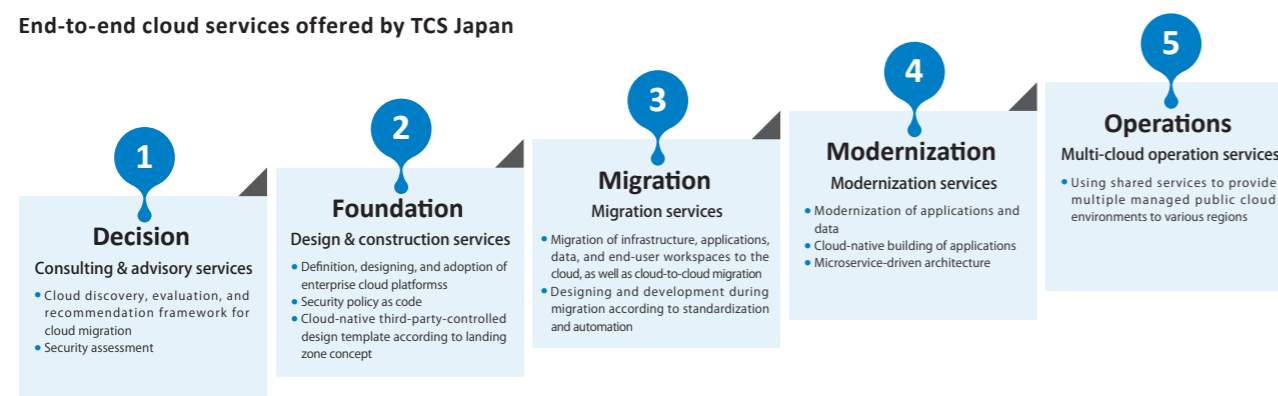 End-to-end cloud services offered by TCS Japan
1
Decision
Consulting & advisory services
• Cloud discovery, evaluation, and
recommendation framework for
cloud migration
• Security assessment
2
Foundation
Design & construction services
• Definition, designing, and adoption of
enterprise cloud platformss
• Security policy as code
• Cloud-native third-party-controlled
design template according to landing
zone concept
3
Migration
Migration services
• Migration of infrastructure, applications,
data, and end-user workspaces to the
cloud, as well as cloud-to-cloud migration
• Designing and development during
migration according to standardization
and automation
4
Modernization
Modernization services
• Modernization of applications and
data
• Cloud-native building of applications
• Microservice-driven architecture
5
Operations
Multi-cloud operation services
• Using shared services to provide
multiple managed public cloud
environments to various regions